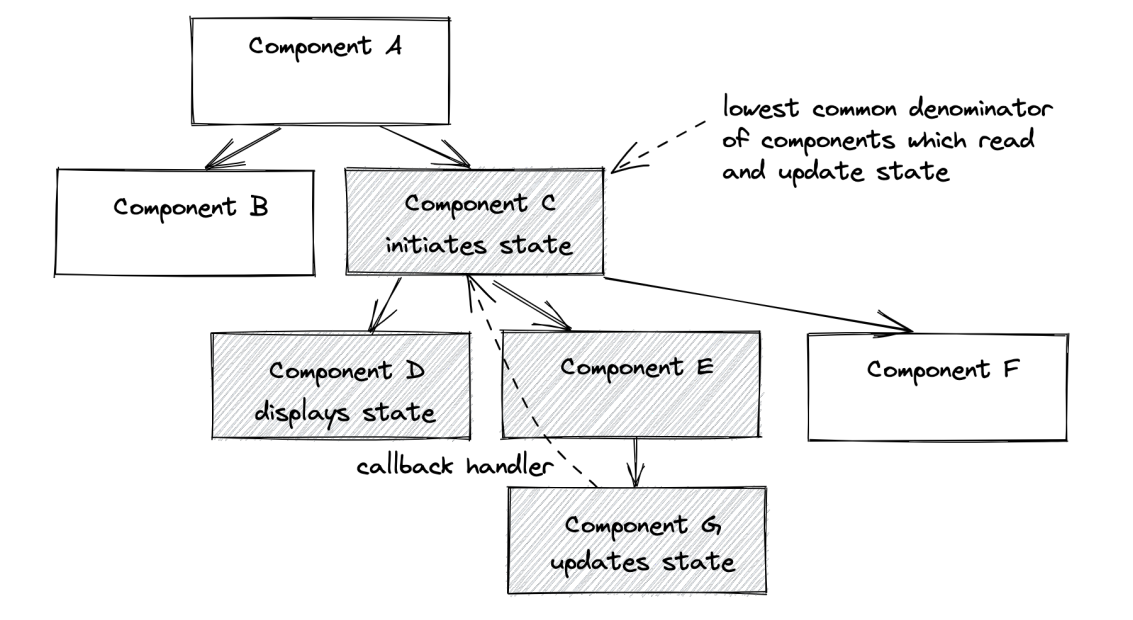 Component A
lowest common denominator
of components which read
and update state
Component B
Component C
initiates state
Component D
displays state
Component E
Component F
callback handler
Component G
updates state